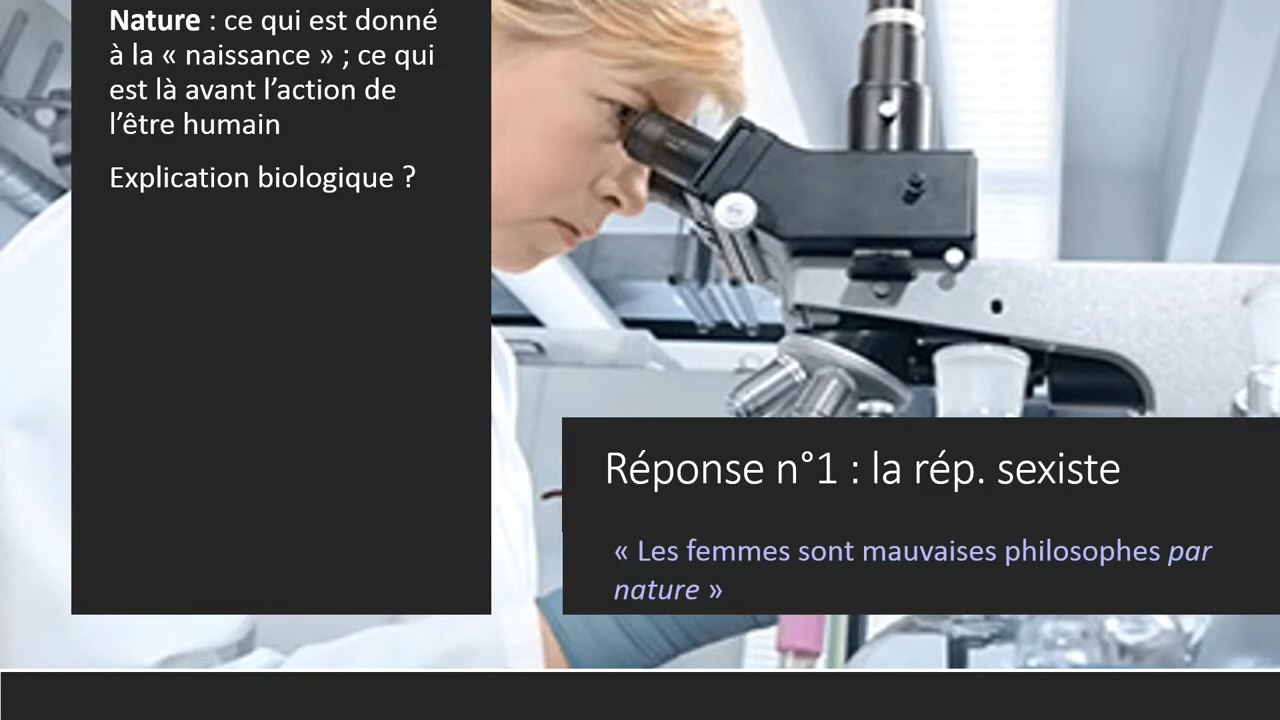 Nature : ce qui est donné
à la « naissance » ; ce qui
est là avant l’action de
l’être humain
Explication biologique ?
Réponse n°1 : la rép. sexiste
« Les femmes sont mauvaises philosophes par
nature »